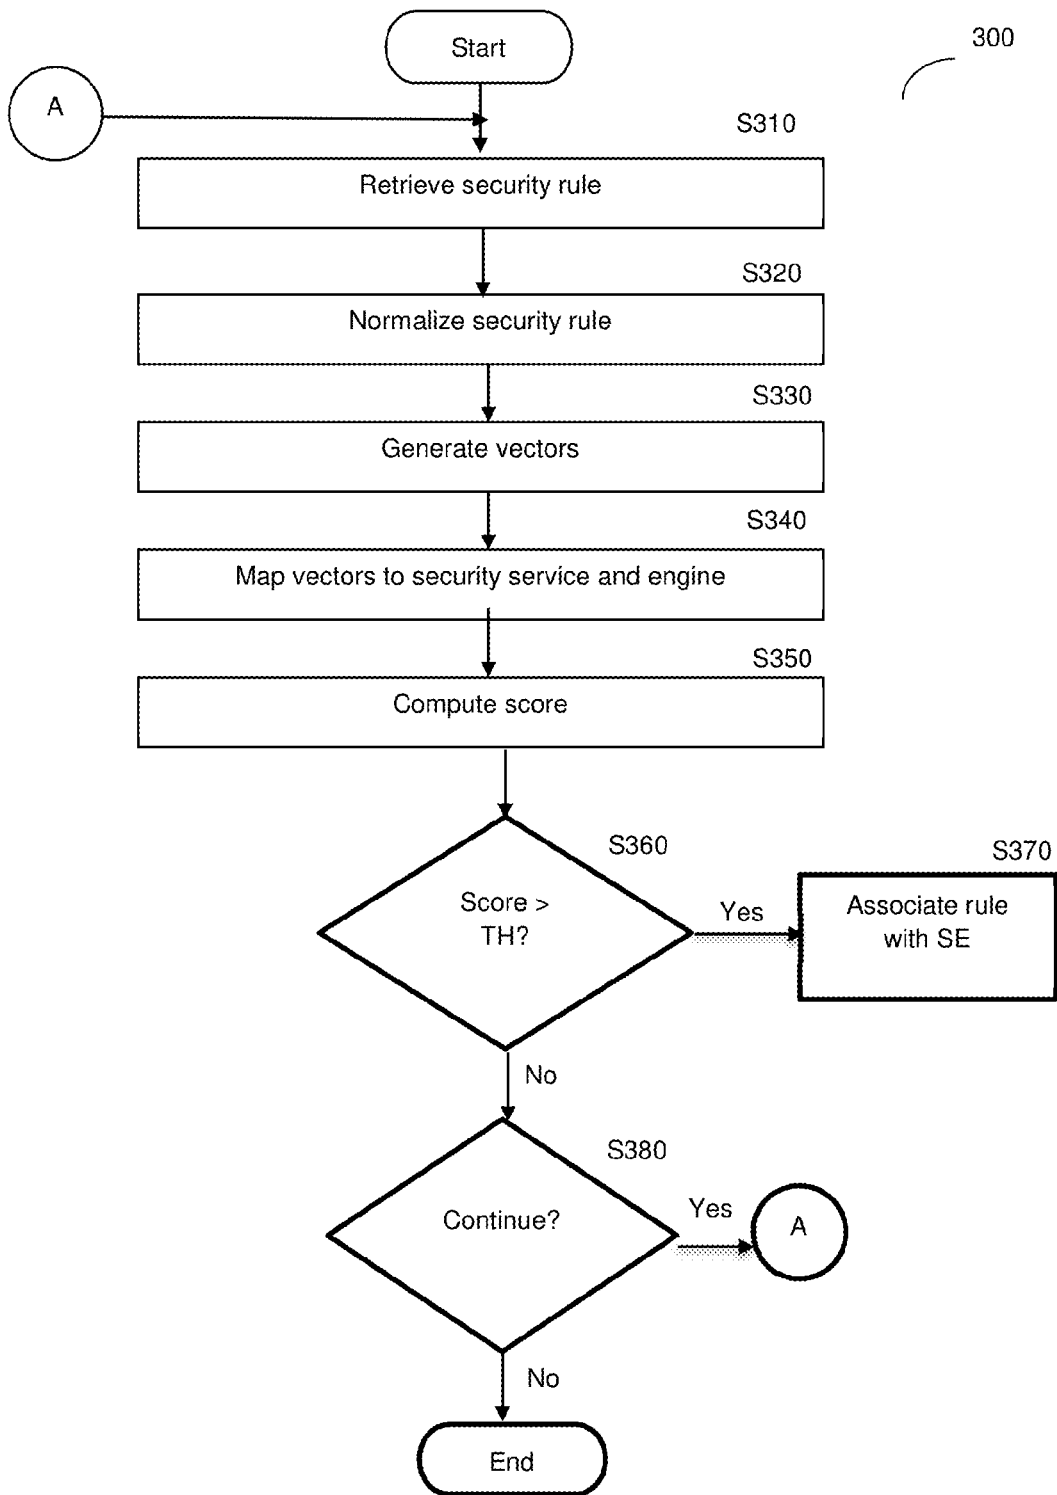 Start
300
A
S310
Retrieve security rule
S320
Normalize security rule
S330
Generate vectors
S340
Map vectors to security service and engine
S350
Compute score
S360
Score >
TH?
Yes
S370
Associate rule
with SE
No
S380
Continue?
Yes
A
No
End